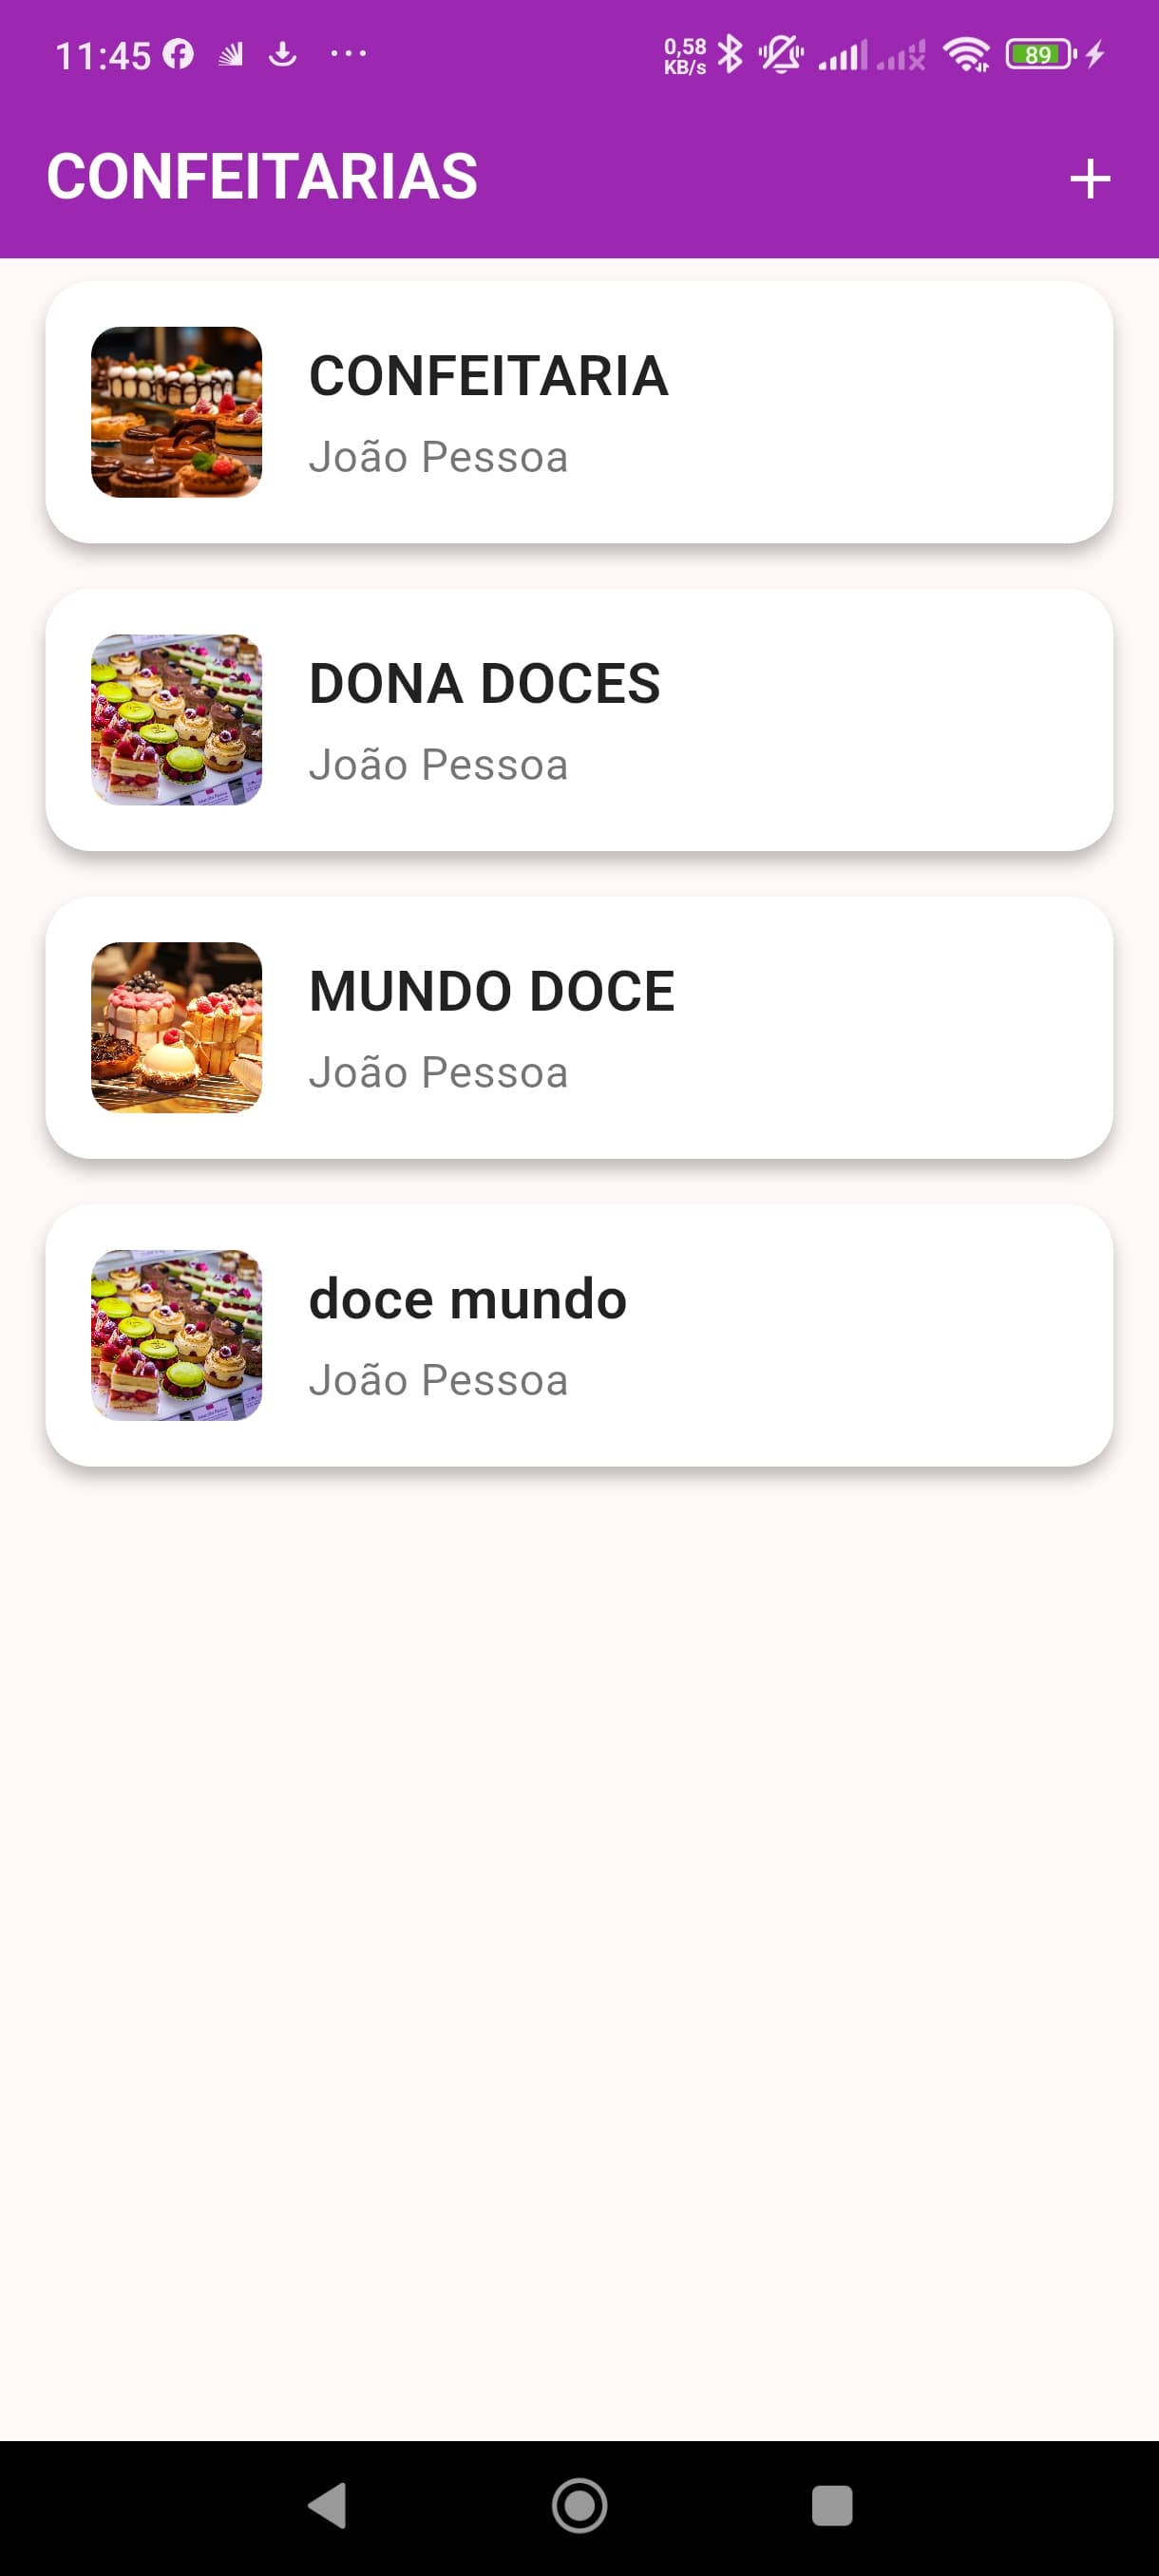 11:45
0,58
KB/s
89
CONFEITARIAS
CONFEITARIA
João Pessoa
DONA DOCES
João Pessoa
MUNDO DOCE
João Pessoa
doce mundo
João Pessoa